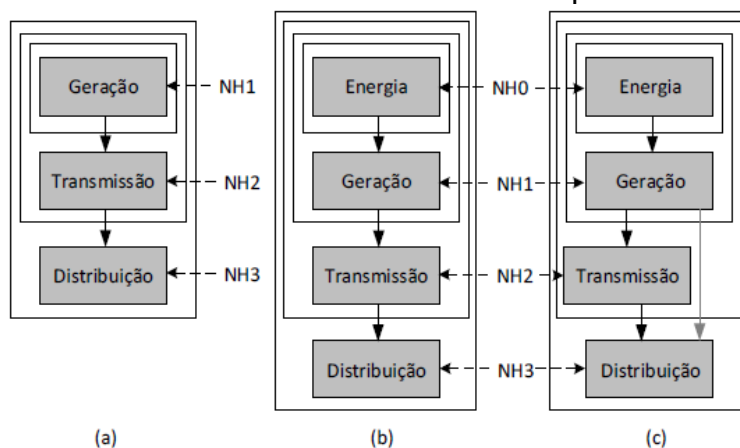 Geração
NH1
Transmissão
NH2
Distribuição
NH3
(a)
Energia
NH0
Geração
NH1
Transmissão
NH2
Distribuição
NH3
(b)
Energia
Geração
Transmissão
Distribuição
(c)